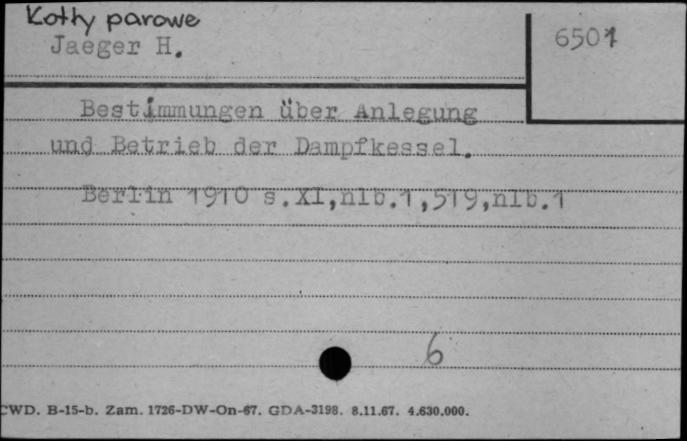 Kotły parowe
Jaeger H.
6501
Bestimmungen über Anlegung
und Betrieb der Dampfkessel.
Berlin 1910 s.XI,nlb.1,519,nlb.1
6
CWD. B-15-b. Zam. 1726-DW-On-67. GDA-3198. 8.11.67. 4.630.000.